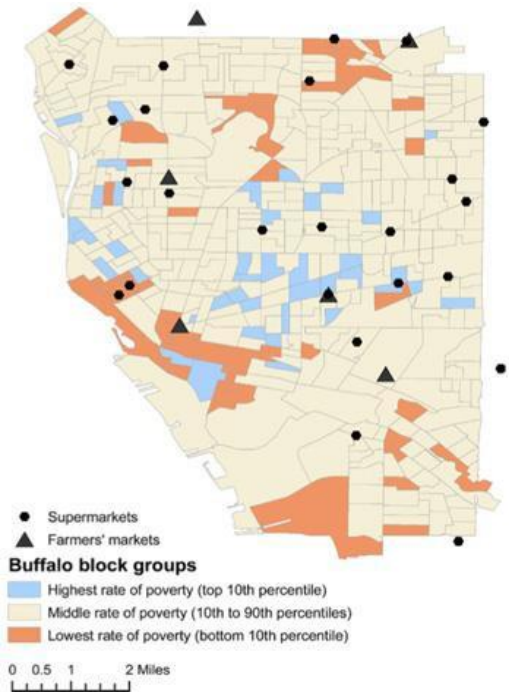 Supermarkets
Farmers' markets
Buffalo block groups
Highest rate of poverty (top 10th percentile)
Middle rate of poverty (10th to 90th percentiles)
Lowest rate of poverty (bottom 10th percentile)
0 0.5 1 2 Miles